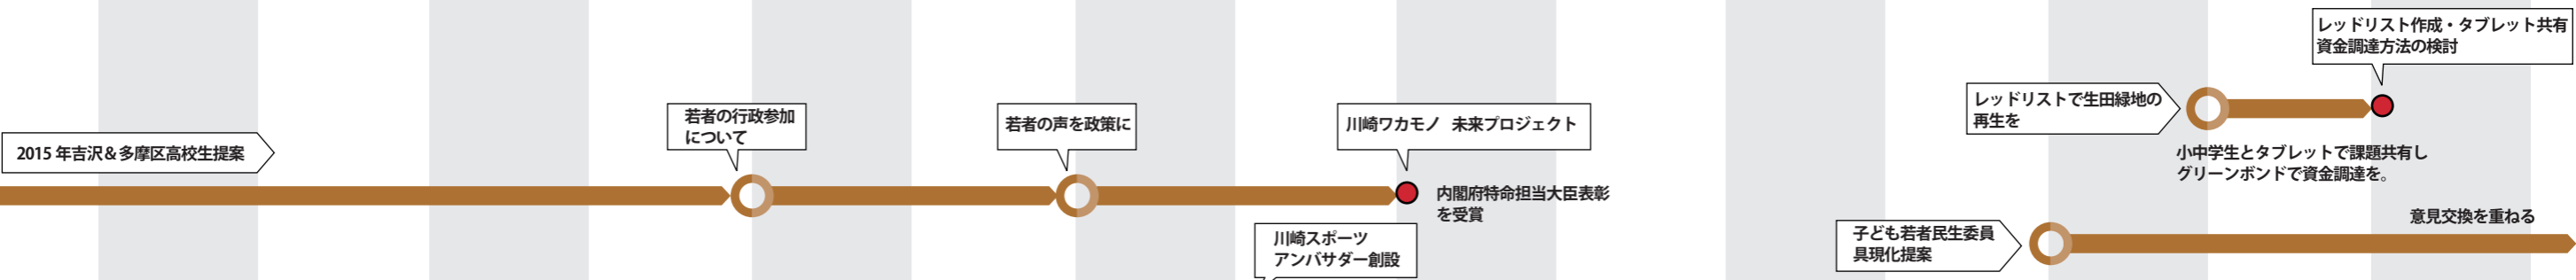 2015 年吉沢＆多摩区高校生提案
若者の行政参加
について
若者の声を政策に
川崎ワカモノ 未来プロジェクト
内閣府特命担当大臣表彰
を受賞
川崎スポーツ
アンバサダー創設
レッドリスト作成・タブレット共有
資金調達方法の検討
レッドリストで生田緑地の
再生を
小中学生とタブレットで課題共有し
グリーンボンドで資金調達を。
子ども若者民生委員
具現化提案
意見交換を重ねる